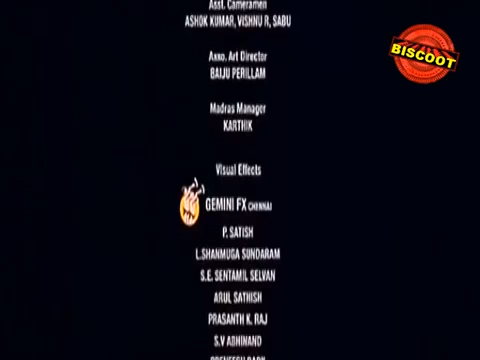 Asst. Cameramen
ASHOK KUMAR, VISHNU R, SABU
BISCOOT
Asso. Art Director
BAIJU PERILLAM
Madras Manager
KARTHIK
Visual Effects
GEMINI FX CHENNAI
P. SATISH
L.SHANMUGA SUNDARAM
S.E. SENTAMIL SELVAN
ARUL SATHISH
PRASANTH K. RAJ
S.V ABHINAND